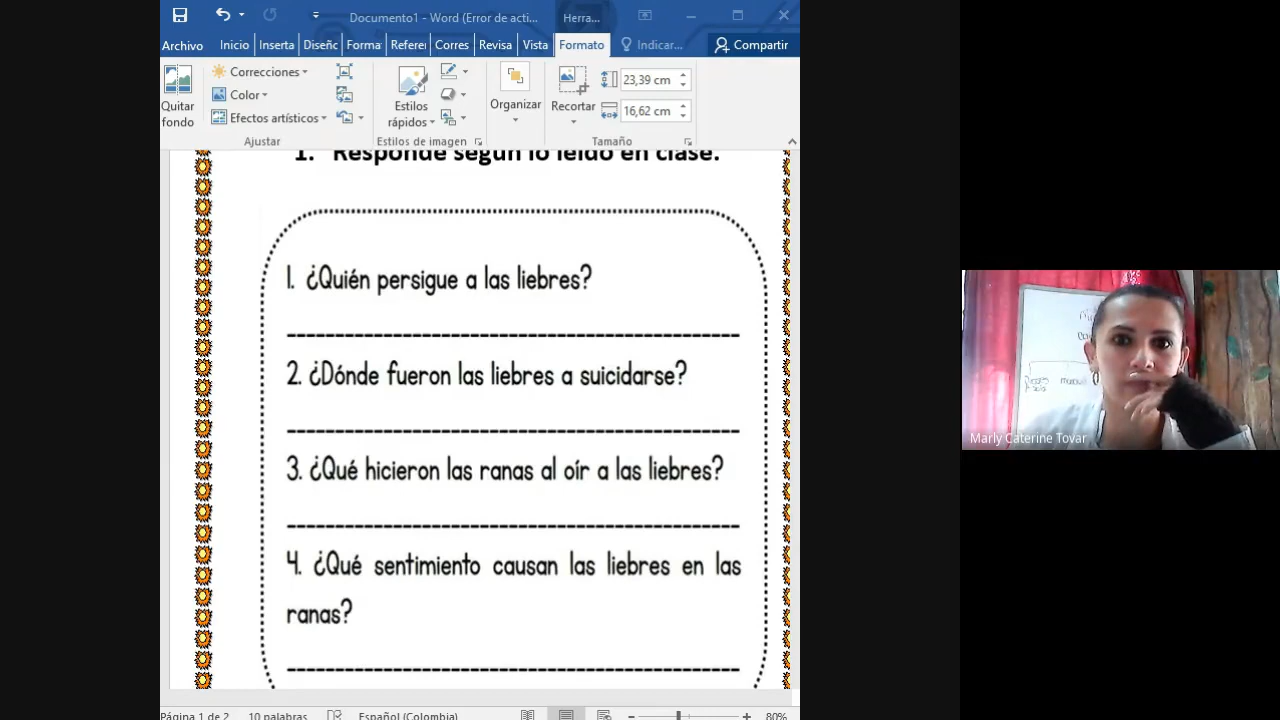 Documento1 - Word (Error de acti...
Herra...
Archivo
Inicio
Inserta
Diseñc
Forma
Referei
Corres
Revisa
Vista
Formato
Indicar...
Compartir
Quitar
fondo
Correcciones
Color
Efectos artísticos
Ajustar
Estilos
rápidos
Estilos de imagen
Organizar
Recortar
23,39 cm
16,62 cm
Tamaño
1. Responde según lo leído en clase.
1. ¿Quién persigue a las liebres?
2. ¿Dónde fueron las liebres a suicidarse?
3. ¿Qué hicieron las ranas al oír a las liebres?
4. ¿Qué sentimiento causan las liebres en las
ranas?
Página 1 de 2
10 palabras
Español (Colombia)
80%
Marly Caterine Tovar